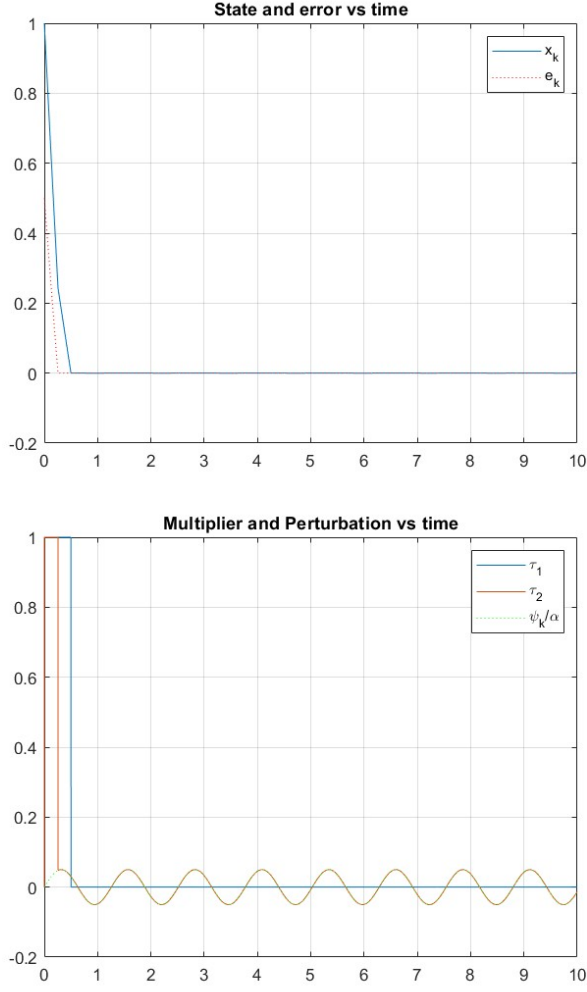 State and error vs time
1
0.8
0.6
0.4
0.2
0
-0.2
0 1 2 3 4 5 6 7 8 9 10
x_k
e_k
Multiplier and Perturbation vs time
1
0.8
0.6
0.4
0.2
0
-0.2
0 1 2 3 4 5 6 7 8 9 10
τ_1
τ_2
ψ_k/α